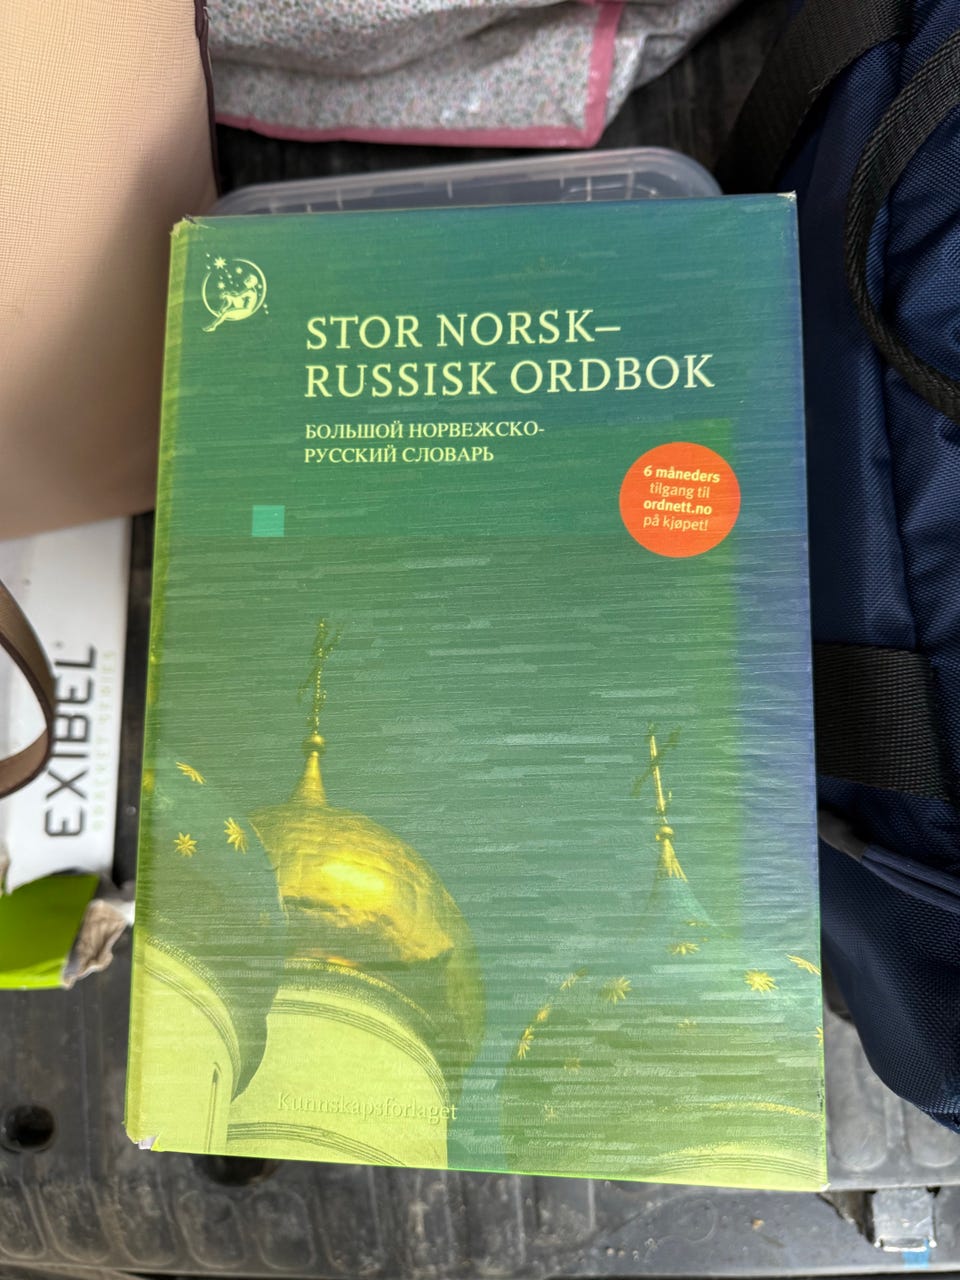 STOR NORSK–
RUSSISK ORDBOK
БОЛЬШОЙ НОРВЕЖСКО-
РУССКИЙ СЛОВАРЬ
6 måneders
tilgang til
ordnett.no
på kjøpet!
Kunnskapsforlaget
EXIBEL